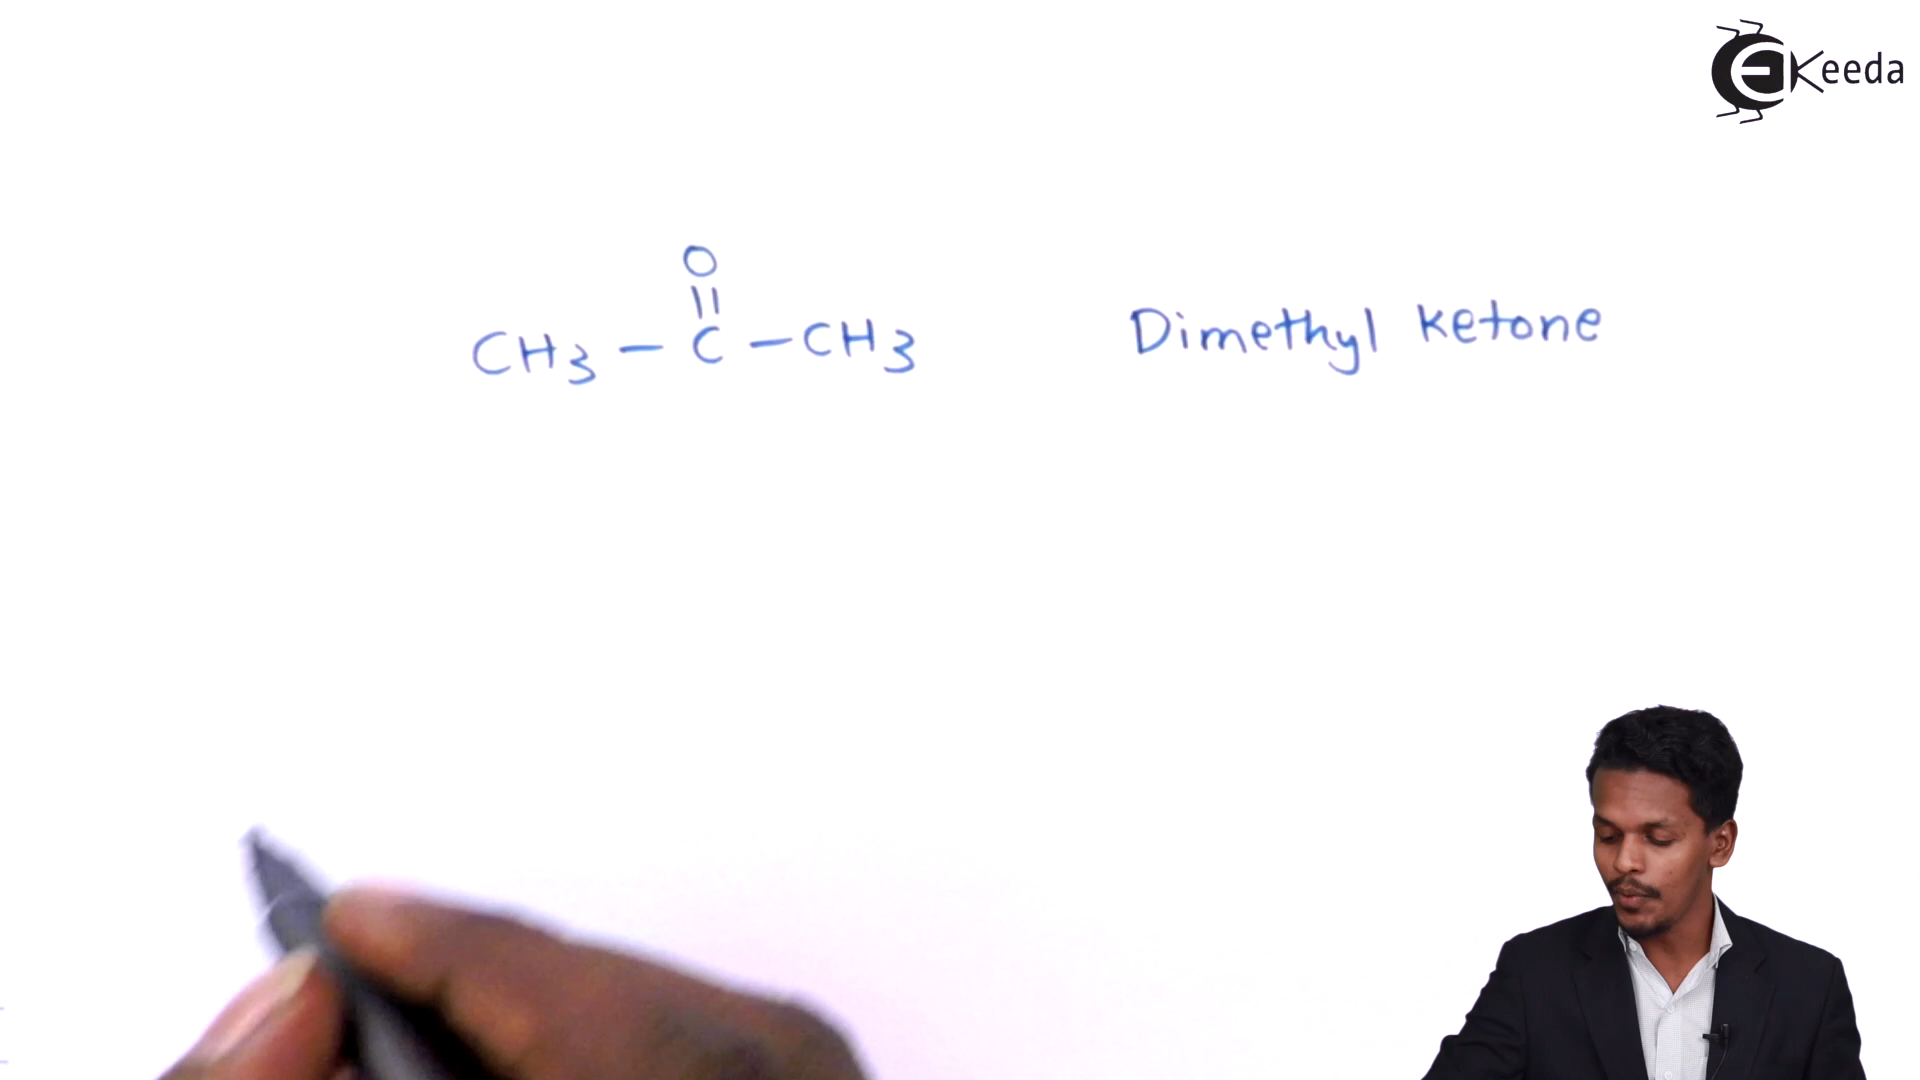 EKeeda
O
||
CH3 – C – CH3 Dimethyl ketone